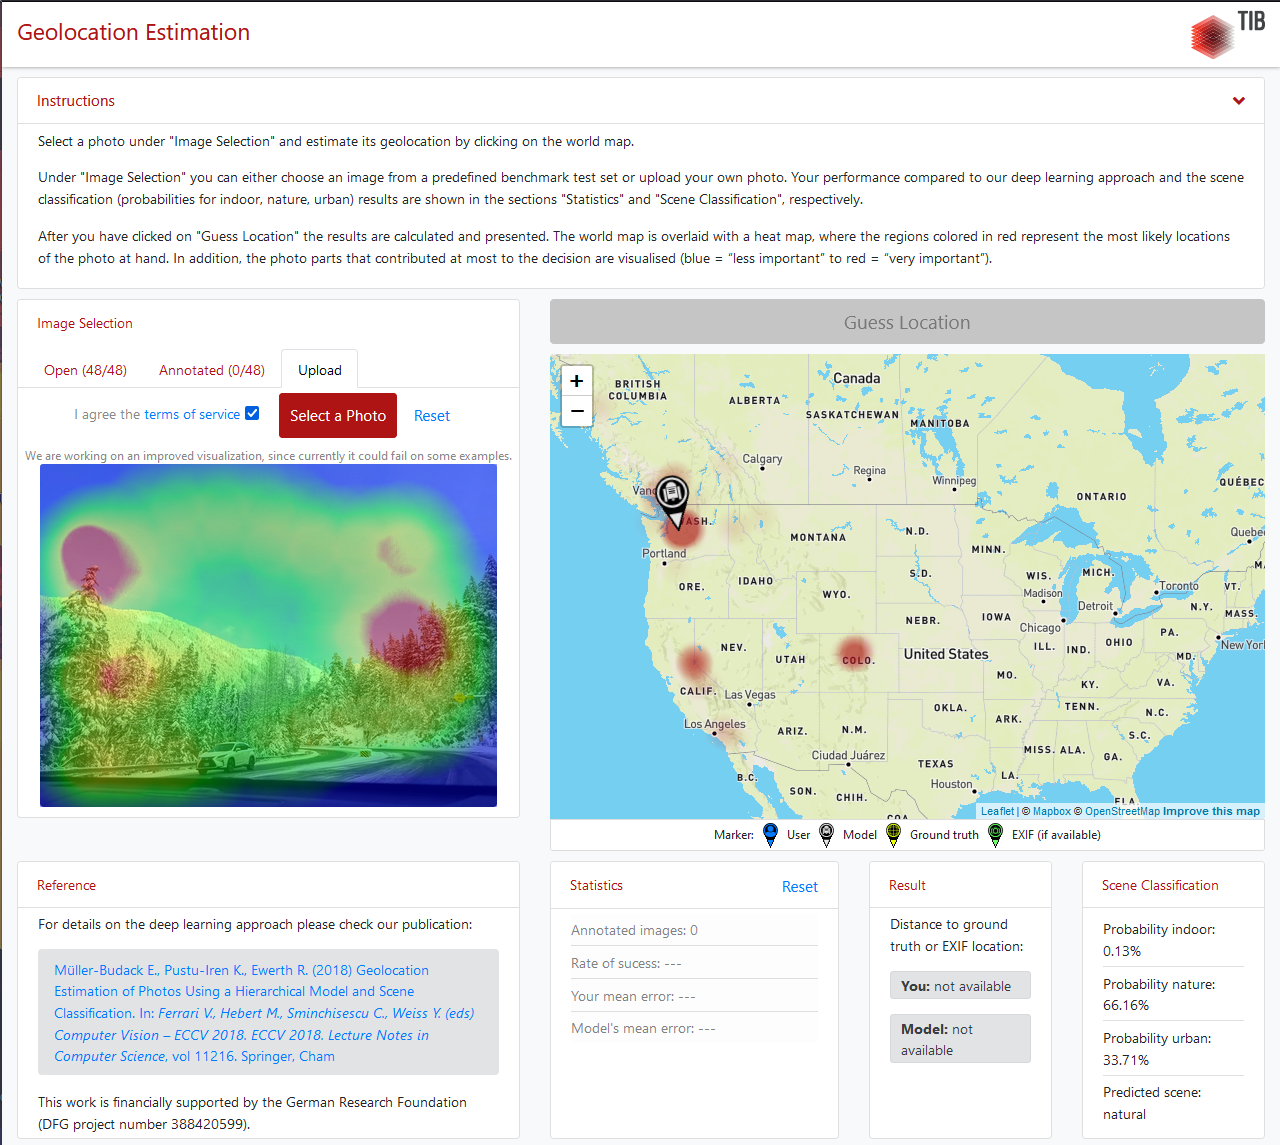 Geolocation Estimation
TIB
Instructions
Select a photo under "Image Selection" and estimate its geolocation by clicking on the world map.
Under "Image Selection" you can either choose an image from a predefined benchmark test set or upload your own photo. Your performance compared to our deep learning approach and the scene
classification (probabilities for indoor, nature, urban) results are shown in the sections "Statistics" and "Scene Classification", respectively.
After you have clicked on "Guess Location" the results are calculated and presented. The world map is overlaid with a heat map, where the regions colored in red represent the most likely locations
of the photo at hand. In addition, the photo parts that contributed at most to the decision are visualised (blue = “less important” to red = “very important”).
Image Selection
Open (48/48) Annotated (0/48) Upload
I agree the terms of service Select a Photo Reset
We are working on an improved visualization, since currently it could fail on some examples.
Guess Location
+
−
BRITISH
COLUMBIA
Canada
ALBERTA
SASKATCHEWAN
MANITOBA
Calgary
Regina
Winnipeg
ONTARIO
QUÉBEC
Vanc
WASH.
Portland
MONTANA
N.D.
MINN.
Quebe
M.
ORE.
IDAHO
WYO.
S.D.
WIS.
MICH.
Madison
Toronto
VT.
Detroit
N.Y.
MASS.
NEBR.
IOWA
Chicago
New York
NEV.
UTAH
COLO.
United States
ILL.
IND.
OHIO
PA.
MD.
CALIF.
Las Vegas
MO.
KY.
VA.
Los Angeles
ARIZ.
N.M.
OKLA.
ARK.
TENN.
N.C.
S.C.
Ciudad Juárez
TEXAS
MISS.
ALA.
GA.
B.C.
SON.
CHIH.
Houston
LA.
FLA
COA
Leaflet | © Mapbox © OpenStreetMap Improve this map
Marker: User Model Ground truth EXIF (if available)
Reference
For details on the deep learning approach please check our publication:
Müller-Budack E., Pustu-Iren K., Ewerth R. (2018) Geolocation
Estimation of Photos Using a Hierarchical Model and Scene
Classification. In: Ferrari V., Hebert M., Sminchisescu C., Weiss Y. (eds)
Computer Vision – ECCV 2018. ECCV 2018. Lecture Notes in
Computer Science, vol 11216. Springer, Cham
This work is financially supported by the German Research Foundation
(DFG project number 388420599).
Statistics Reset
Annotated images: 0
Rate of sucess: ---
Your mean error: ---
Model's mean error: ---
Result
Distance to ground
truth or EXIF location:
You: not available
Model: not
available
Scene Classification
Probability indoor:
0.13%
Probability nature:
66.16%
Probability urban:
33.71%
Predicted scene:
natural